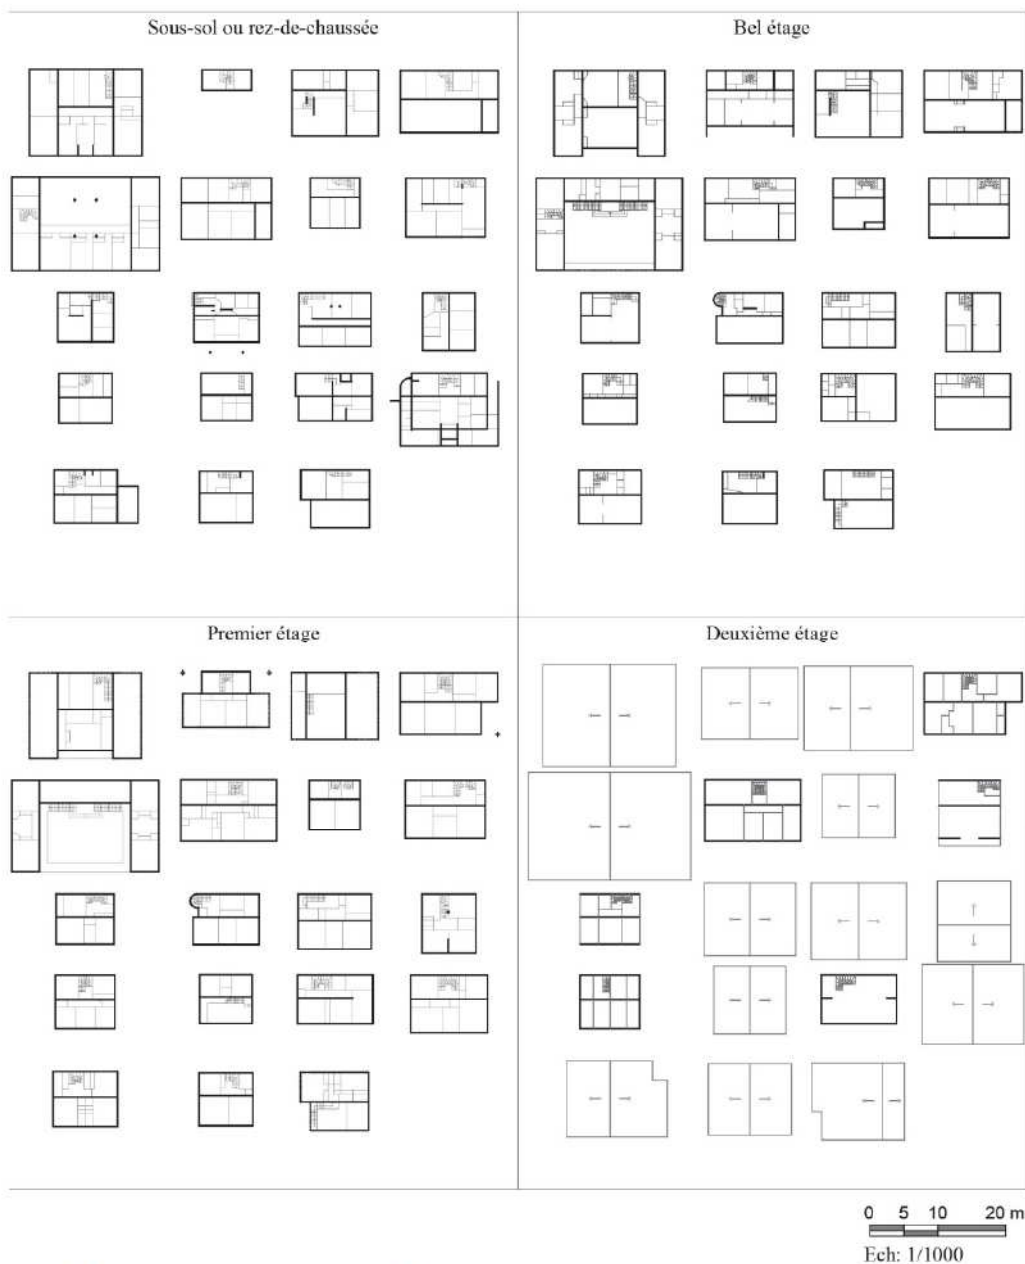 Sous-sol ou rez-de-chaussée
Bel étage
Premier étage
Deuxième étage
0 5 10 20 m
Ech: 1/1000